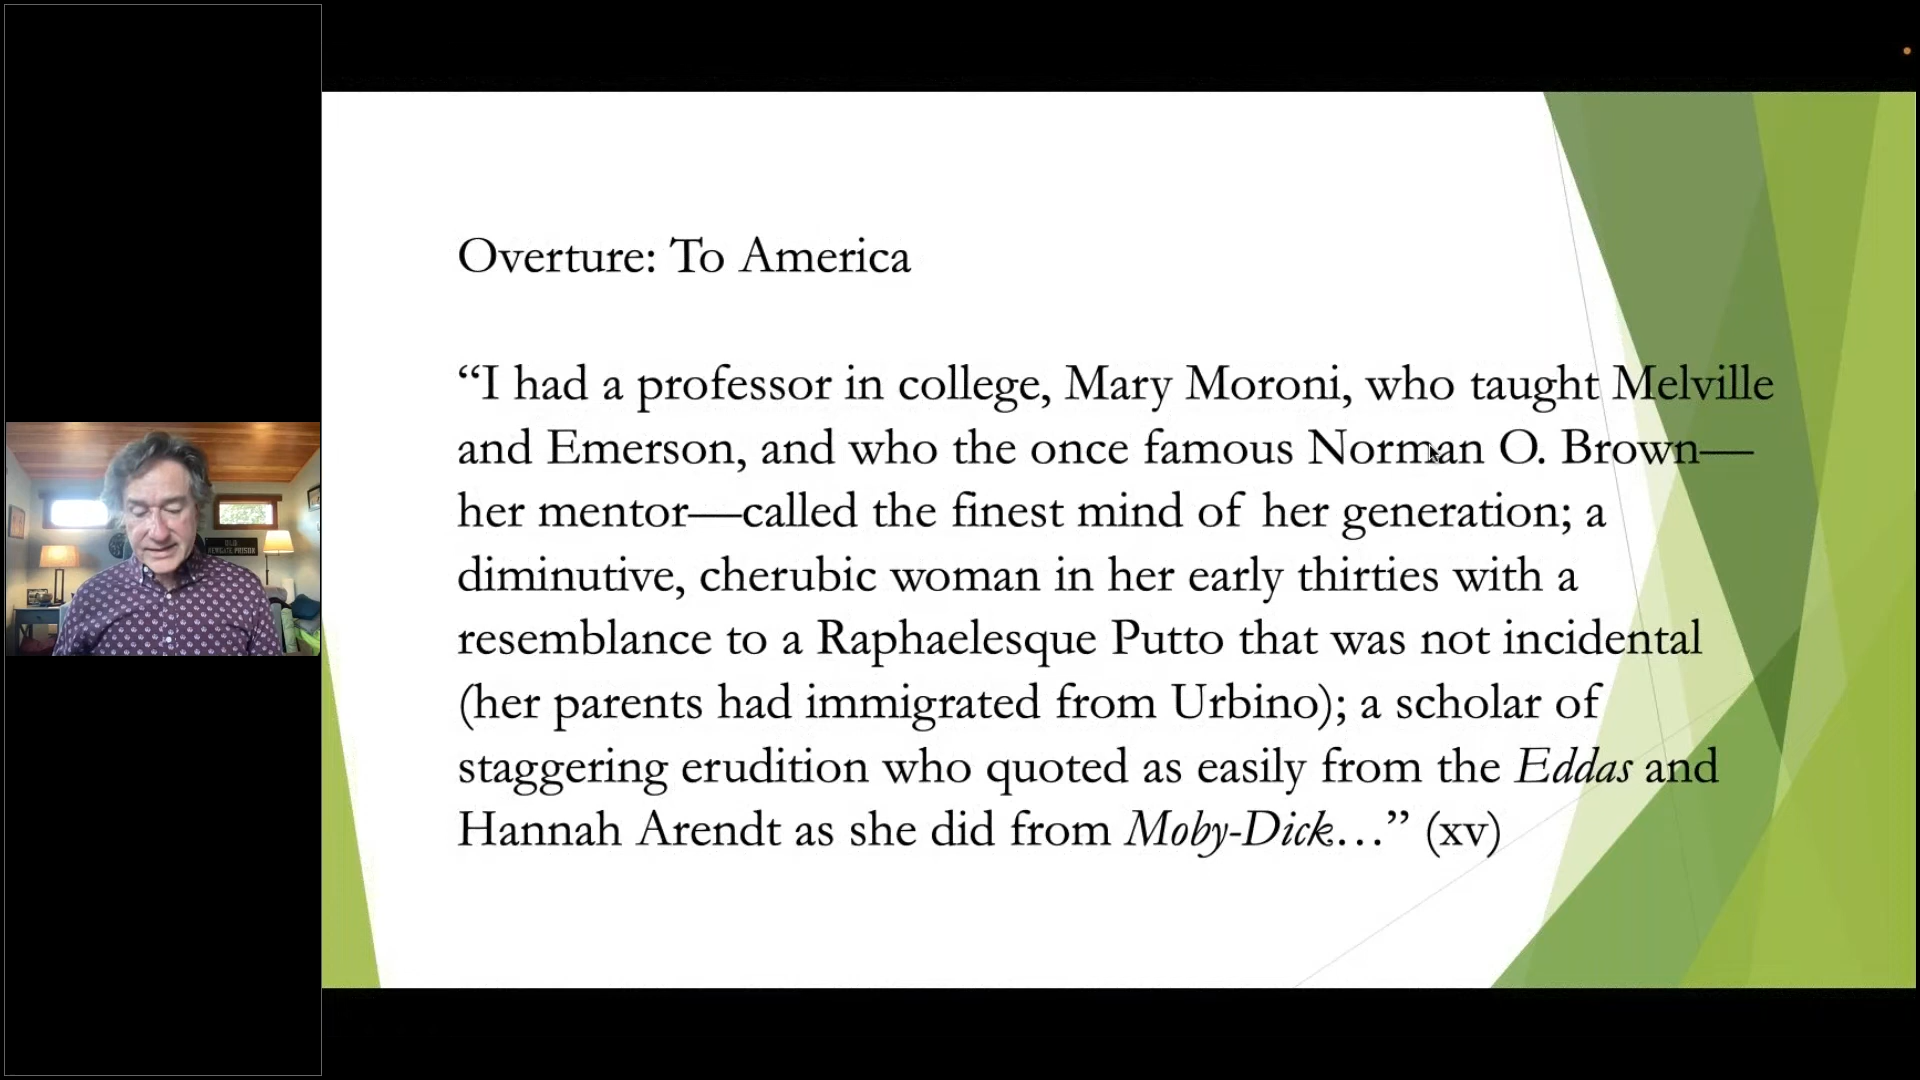 Overture: To America
“I had a professor in college, Mary Moroni, who taught Melville
and Emerson, and who the once famous Norman O. Brown—
her mentor—called the finest mind of her generation; a
diminutive, cherubic woman in her early thirties with a
resemblance to a Raphaelesque Putto that was not incidental
(her parents had immigrated from Urbino); a scholar of
staggering erudition who quoted as easily from the Eddas and
Hannah Arendt as she did from Moby-Dick…” (xv)
OLD
NEWGATE PRISON